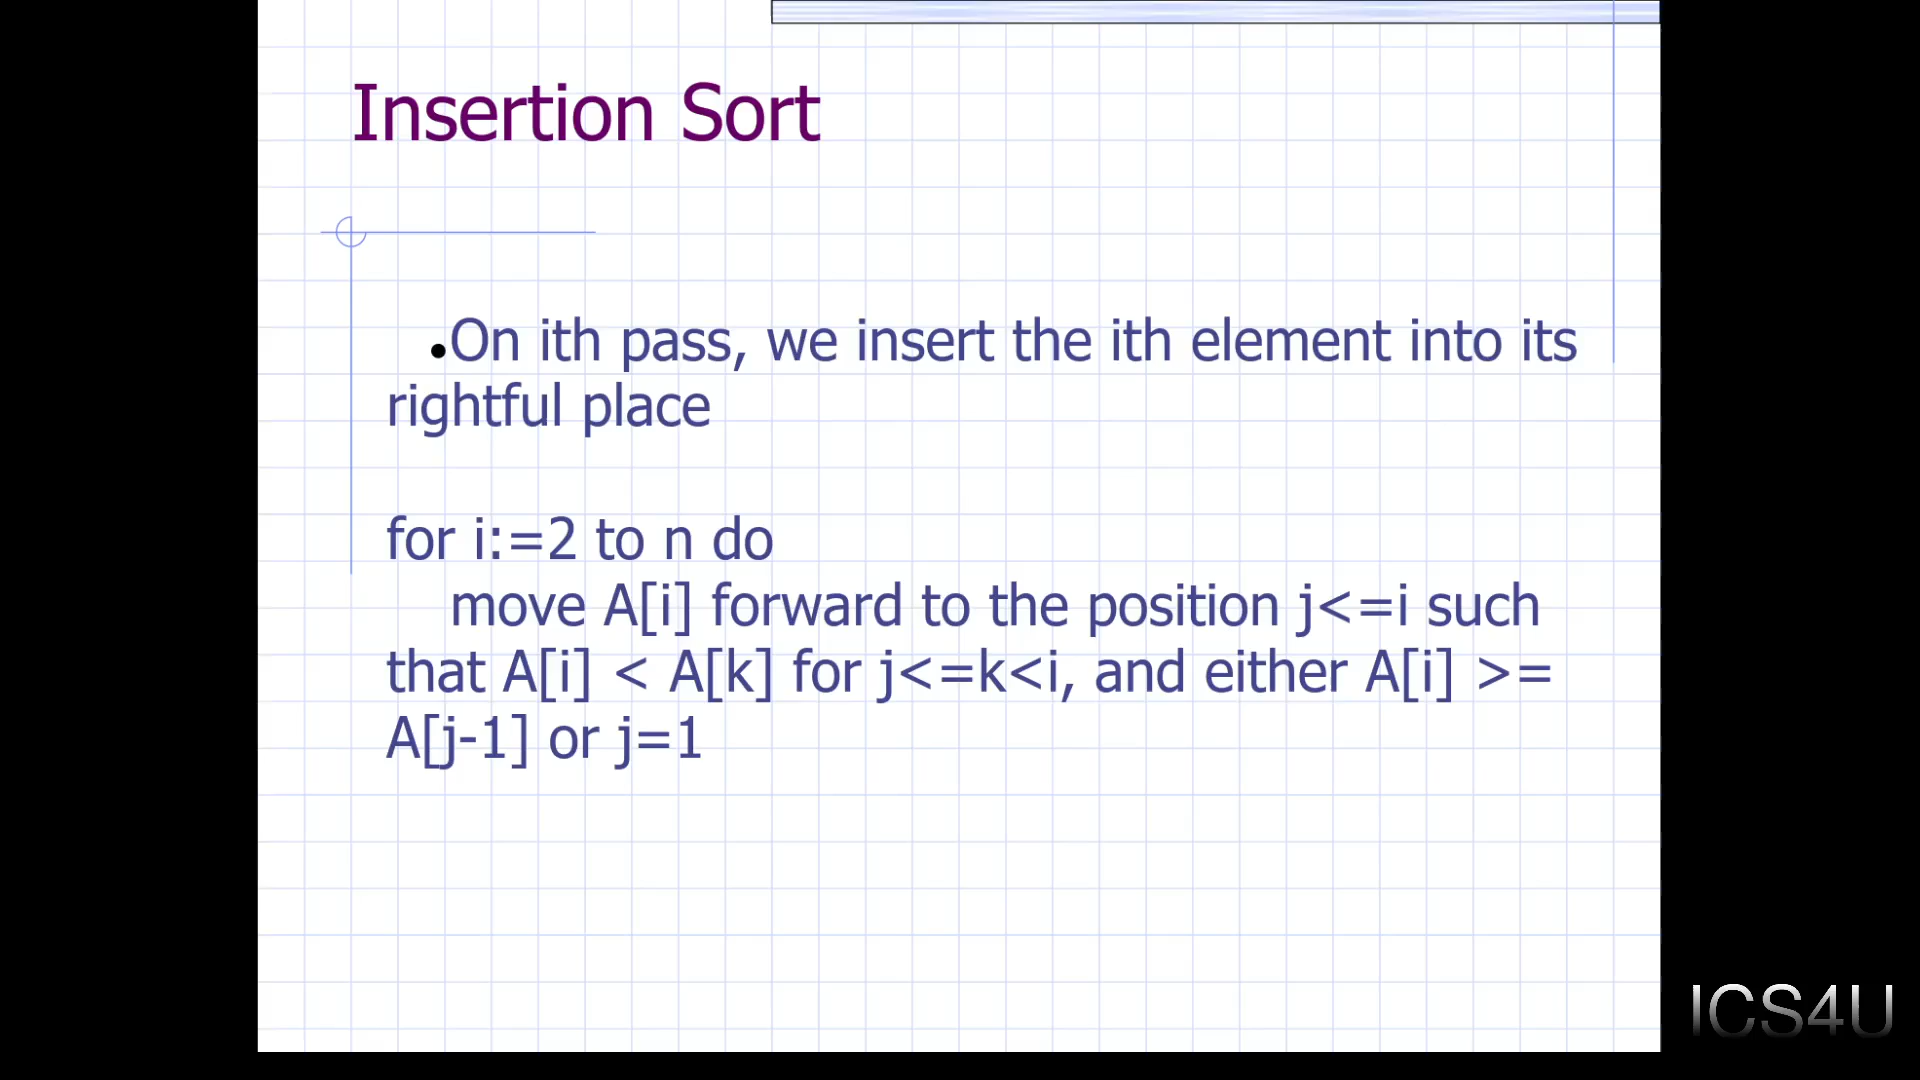 Insertion Sort
•On ith pass, we insert the ith element into its
rightful place
for i:=2 to n do
move A[i] forward to the position j<=i such
that A[i] < A[k] for j<=k<i, and either A[i] >=
A[j-1] or j=1
ICS4U